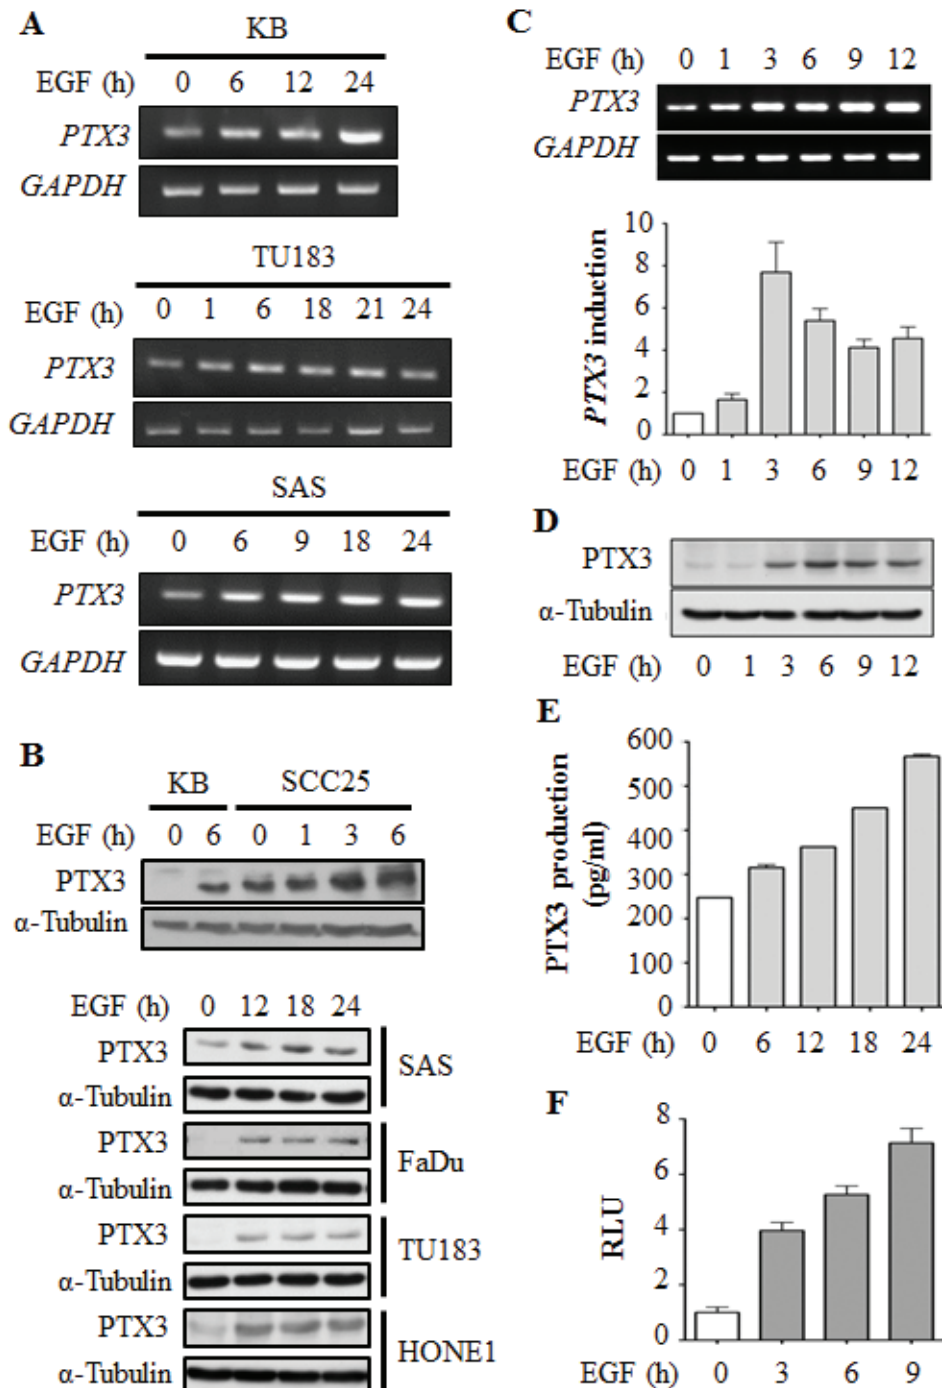 A
KB
EGF (h) 0 6 12 24
PTX3
GAPDH
TU183
EGF (h) 0 1 6 18 21 24
PTX3
GAPDH
SAS
EGF (h) 0 6 9 18 24
PTX3
GAPDH
B
KB SCC25
EGF (h) 0 6 0 1 3 6
PTX3
α-Tubulin
EGF (h) 0 12 18 24
PTX3
α-Tubulin
SAS
PTX3
α-Tubulin
FaDu
PTX3
α-Tubulin
TU183
PTX3
α-Tubulin
HONE1
C
EGF (h) 0 1 3 6 9 12
PTX3
GAPDH
PTX3 induction
10
8
6
4
2
0
EGF (h) 0 1 3 6 9 12
D
PTX3
α-Tubulin
EGF (h) 0 1 3 6 9 12
E
PTX3 production
(pg/ml)
600
500
400
300
200
100
0
EGF (h) 0 6 12 18 24
F
RLU
8
6
4
2
0
EGF (h) 0 3 6 9